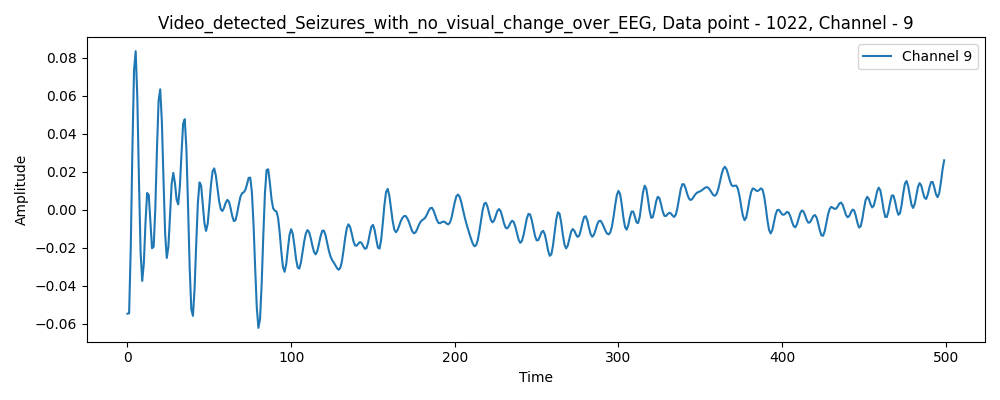 Video_detected_Seizures_with_no_visual_change_over_EEG, Data point - 1022, Channel - 9
Channel 9
Amplitude
0.08
0.06
0.04
0.02
0.00
−0.02
−0.04
−0.06
0 100 200 300 400 500
Time